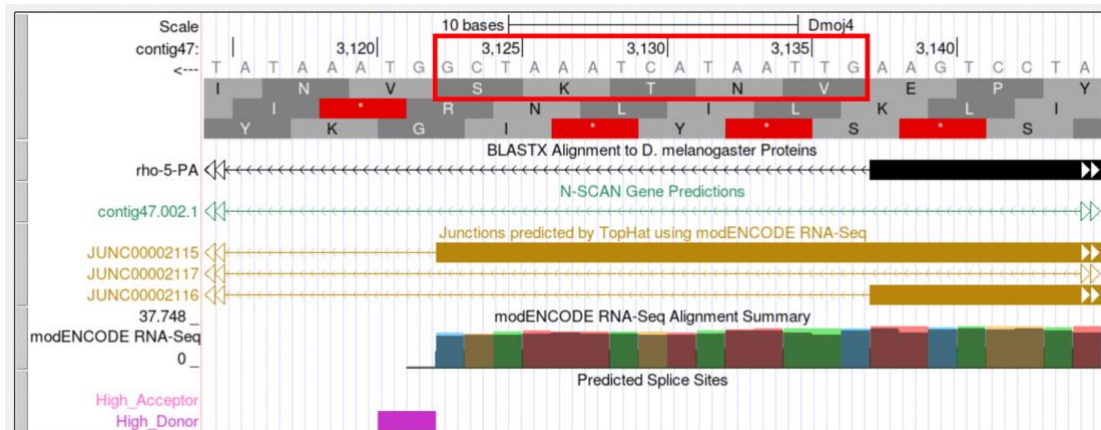 Scale 10 bases Dmoj4
contig47: 3,120 3,125 3,130 3,135 3,140
<--- T A T A A A T G G C T A A A T C A T A A T T G A A G T C C T A
I N V S K T N V E P Y
I * R N L I L K L I
Y K G I * Y * S * S
BLASTX Alignment to D. melanogaster Proteins
rho-5-PA
N-SCAN Gene Predictions
contig47.002.1
Junctions predicted by TopHat using modENCODE RNA-Seq
JUNC00002115
JUNC00002117
JUNC00002116
37.748 _ modENCODE RNA-Seq Alignment Summary
modENCODE RNA-Seq
0 _
Predicted Splice Sites
High_Acceptor
High_Donor